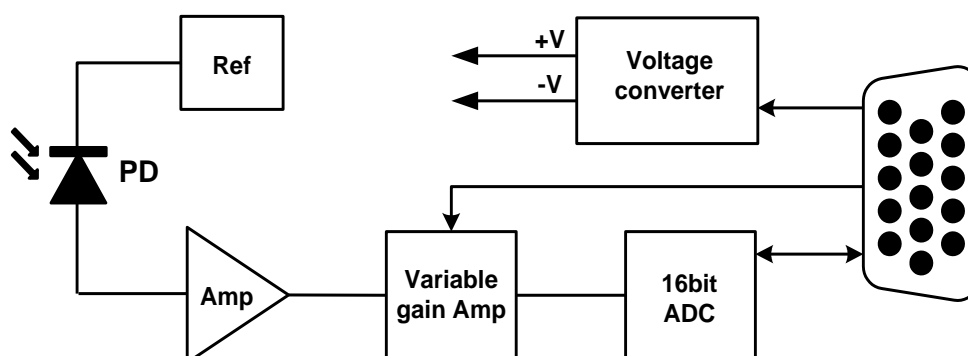 Ref
+V
-V
Voltage
converter
PD
Amp
Variable
gain Amp
16bit
ADC